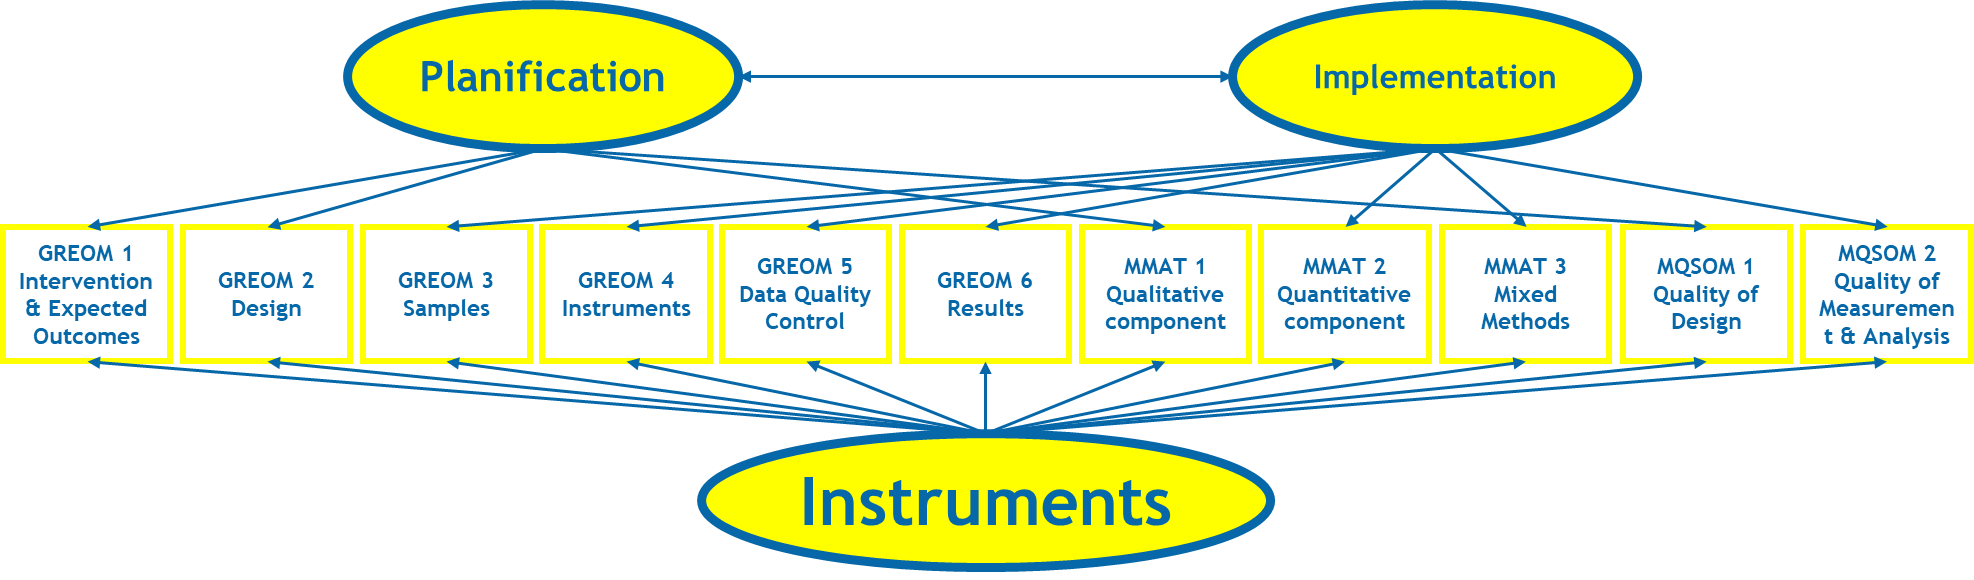 Planification
Implementation
GREOM 1
Intervention
& Expected
Outcomes
GREOM 2
Design
GREOM 3
Samples
GREOM 4
Instruments
GREOM 5
Data Quality
Control
GREOM 6
Results
MMAT 1
Qualitative
component
MMAT 2
Quantitative
component
MMAT 3
Mixed
Methods
MQSOM 1
Quality of
Design
MQSOM 2
Quality of
Measuremen
t & Analysis
Instruments